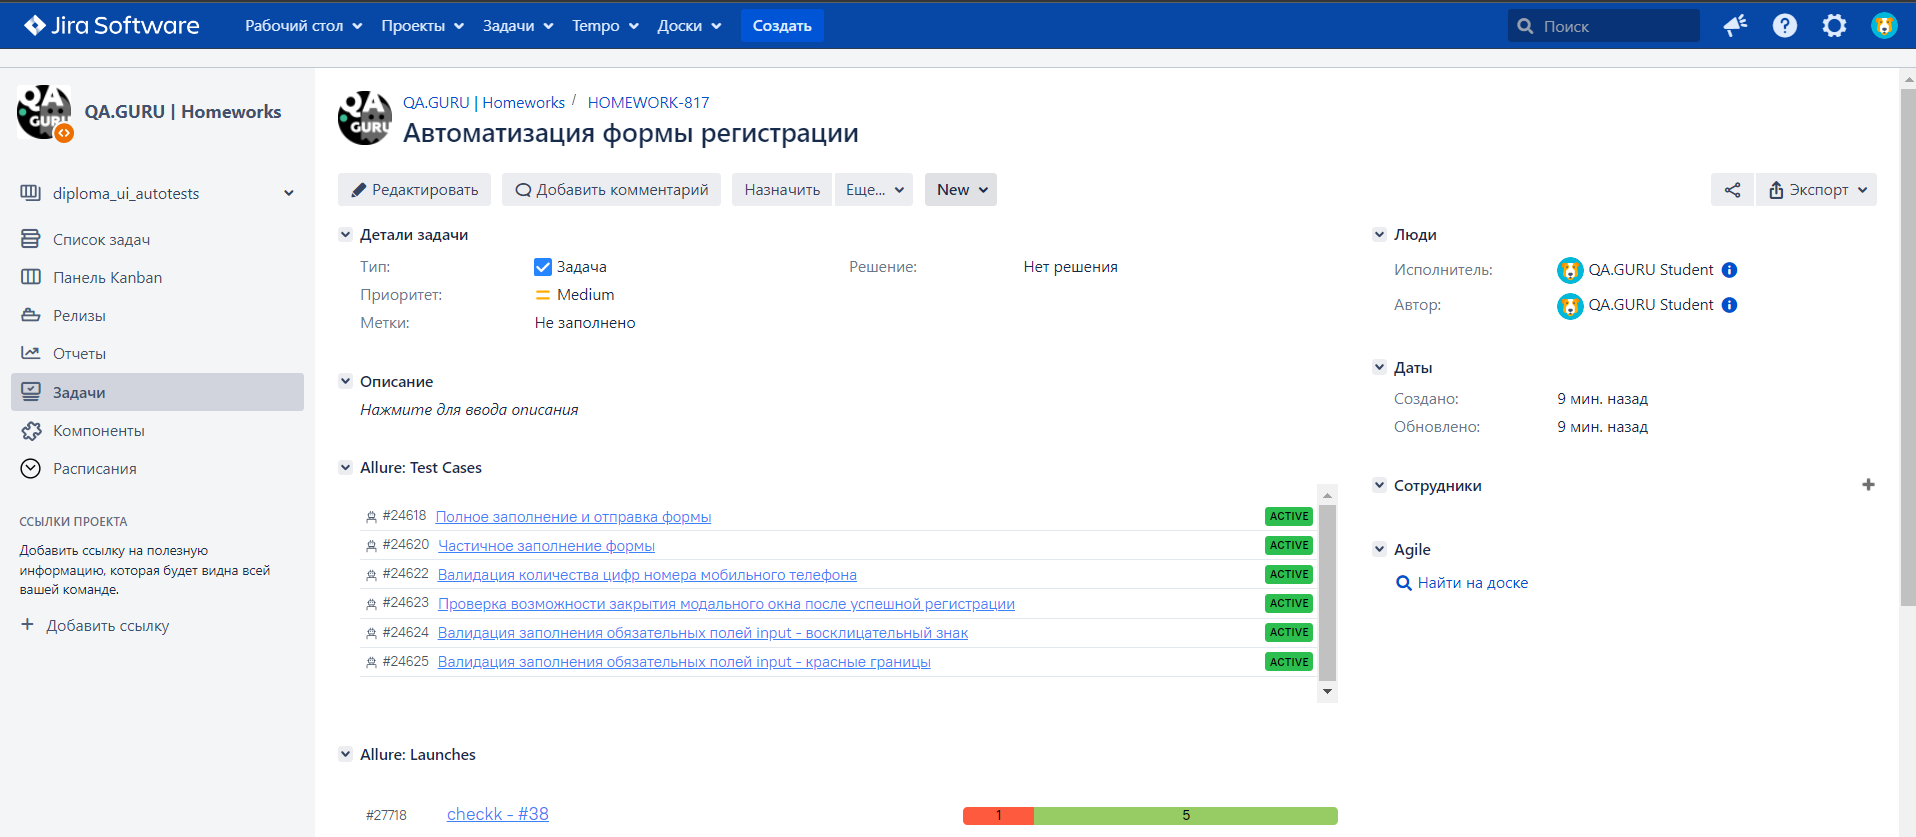 Jira Software
Рабочий стол
Проекты
Задачи
Tempo
Доски
Создать
Поиск
QA GURU
QA.GURU | Homeworks
diploma_ui_autotests
Список задач
Панель Kanban
Релизы
Отчеты
Задачи
Компоненты
Расписания
ССЫЛКИ ПРОЕКТА
Добавить ссылку на полезную
информацию, которая будет видна всей
вашей команде.
+ Добавить ссылку
QA GURU
QA.GURU | Homeworks / HOMEWORK-817
Автоматизация формы регистрации
Редактировать
Добавить комментарий
Назначить
Еще...
New
Экспорт
Детали задачи
Тип: Задача
Решение: Нет решения
Приоритет: Medium
Метки: Не заполнено
Описание
Нажмите для ввода описания
Allure: Test Cases
#24618 Полное заполнение и отправка формы ACTIVE
#24620 Частичное заполнение формы ACTIVE
#24622 Валидация количества цифр номера мобильного телефона ACTIVE
#24623 Проверка возможности закрытия модального окна после успешной регистрации ACTIVE
#24624 Валидация заполнения обязательных полей input - восклицательный знак ACTIVE
#24625 Валидация заполнения обязательных полей input - красные границы ACTIVE
Allure: Launches
#27718 checkk - #38 1 5
Люди
Исполнитель: QA.GURU Student
Автор: QA.GURU Student
Даты
Создано: 9 мин. назад
Обновлено: 9 мин. назад
Сотрудники
Agile
Найти на доске